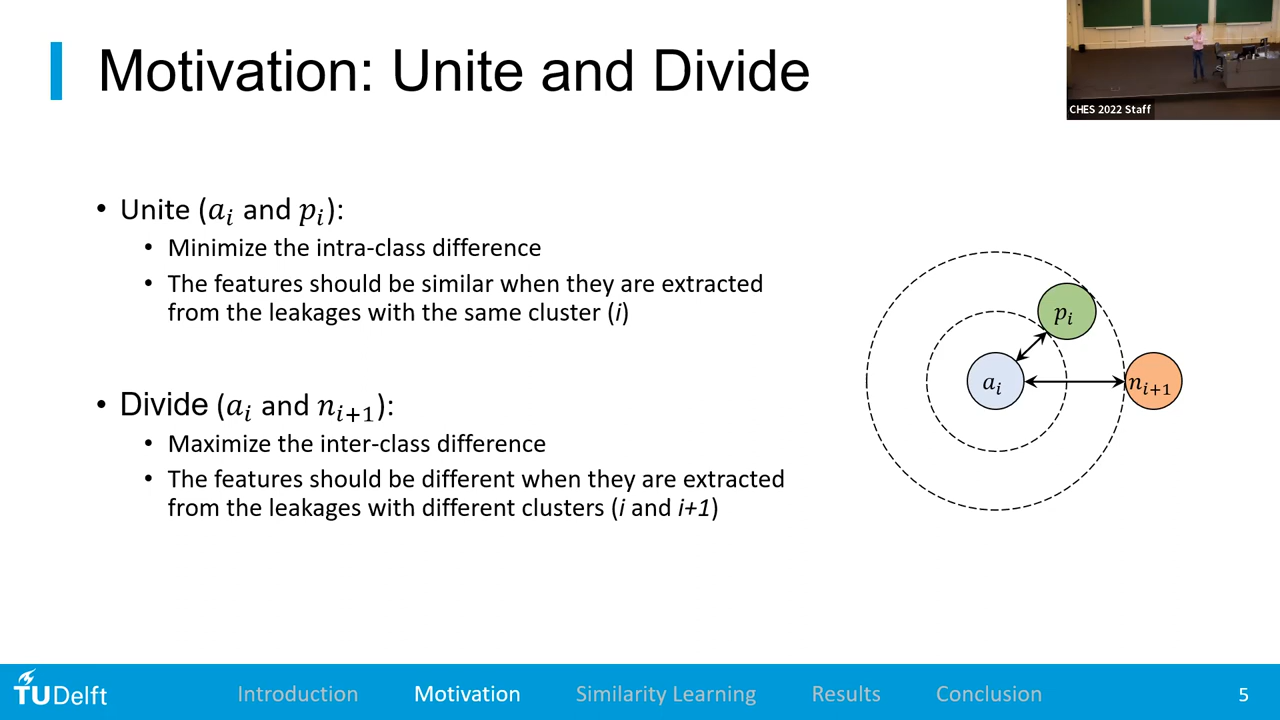 Motivation: Unite and Divide
CHES 2022 Staff
• Unite (aᵢ and pᵢ):
• Minimize the intra-class difference
• The features should be similar when they are extracted
from the leakages with the same cluster (i)
• Divide (aᵢ and nᵢ₊₁):
• Maximize the inter-class difference
• The features should be different when they are extracted
from the leakages with different clusters (i and i+1)
pᵢ
aᵢ
nᵢ₊₁
TUDelft
Introduction
Motivation
Similarity Learning
Results
Conclusion
5